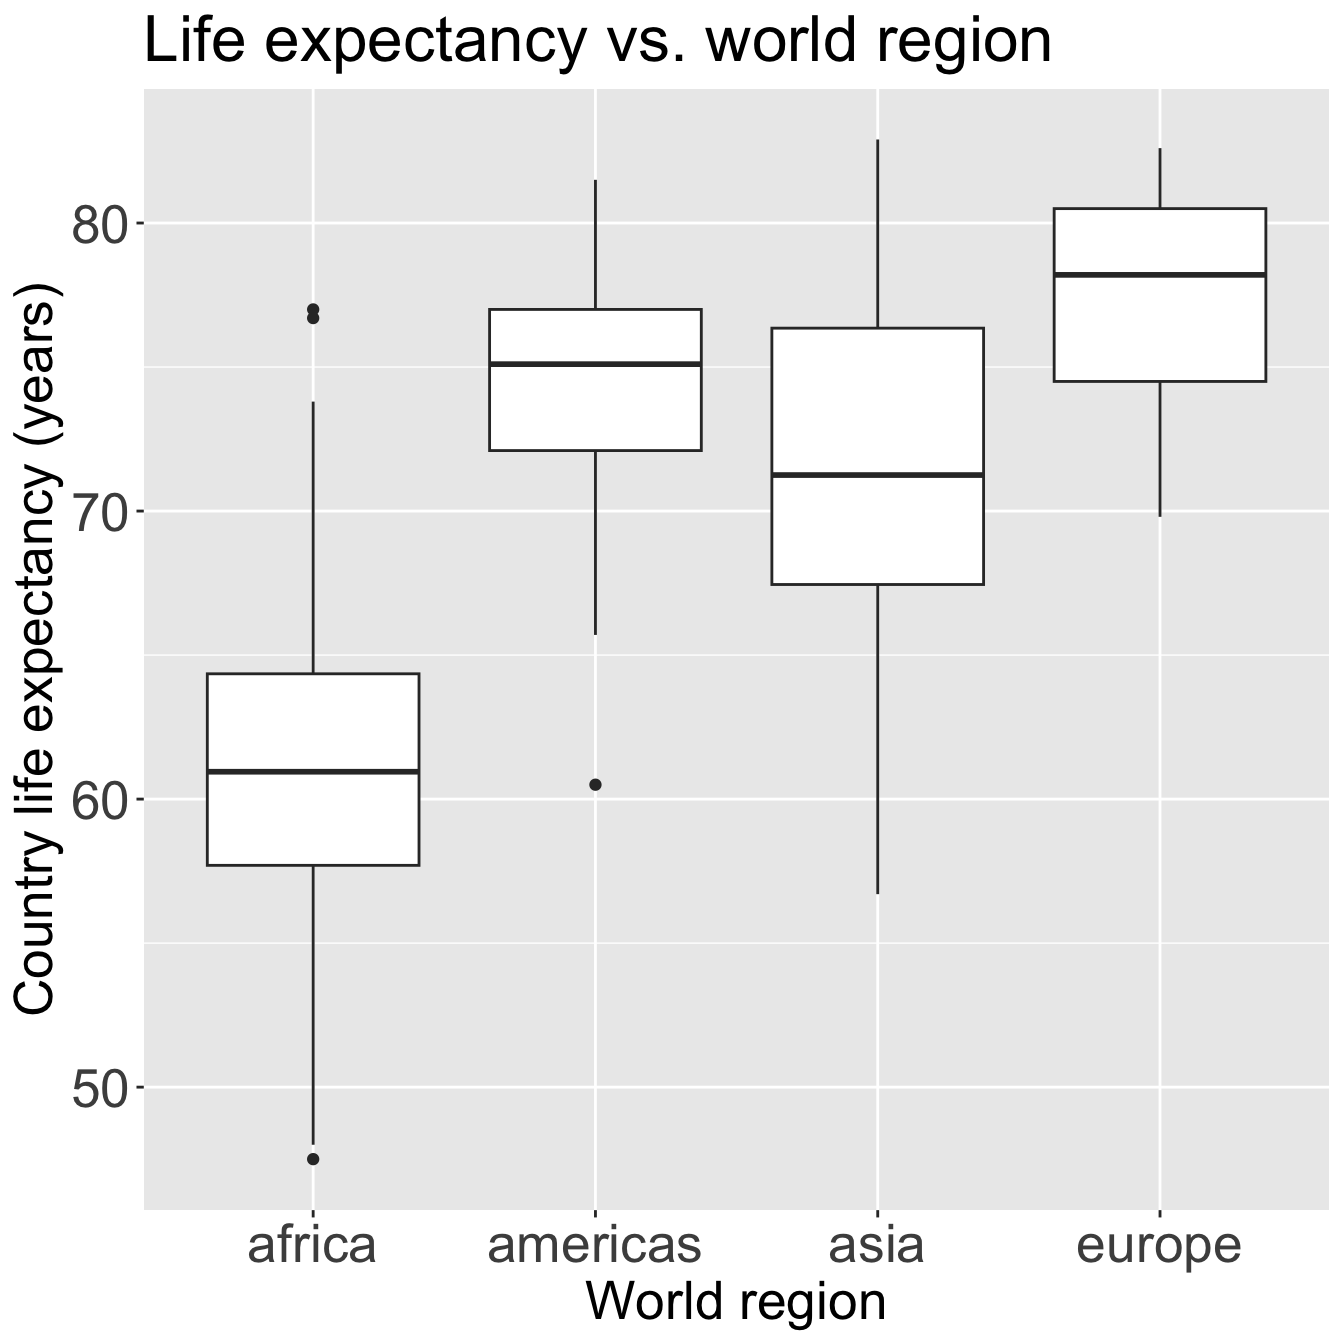 Life expectancy vs. world region
Country life expectancy (years)
80
70
60
50
africa americas asia europe
World region